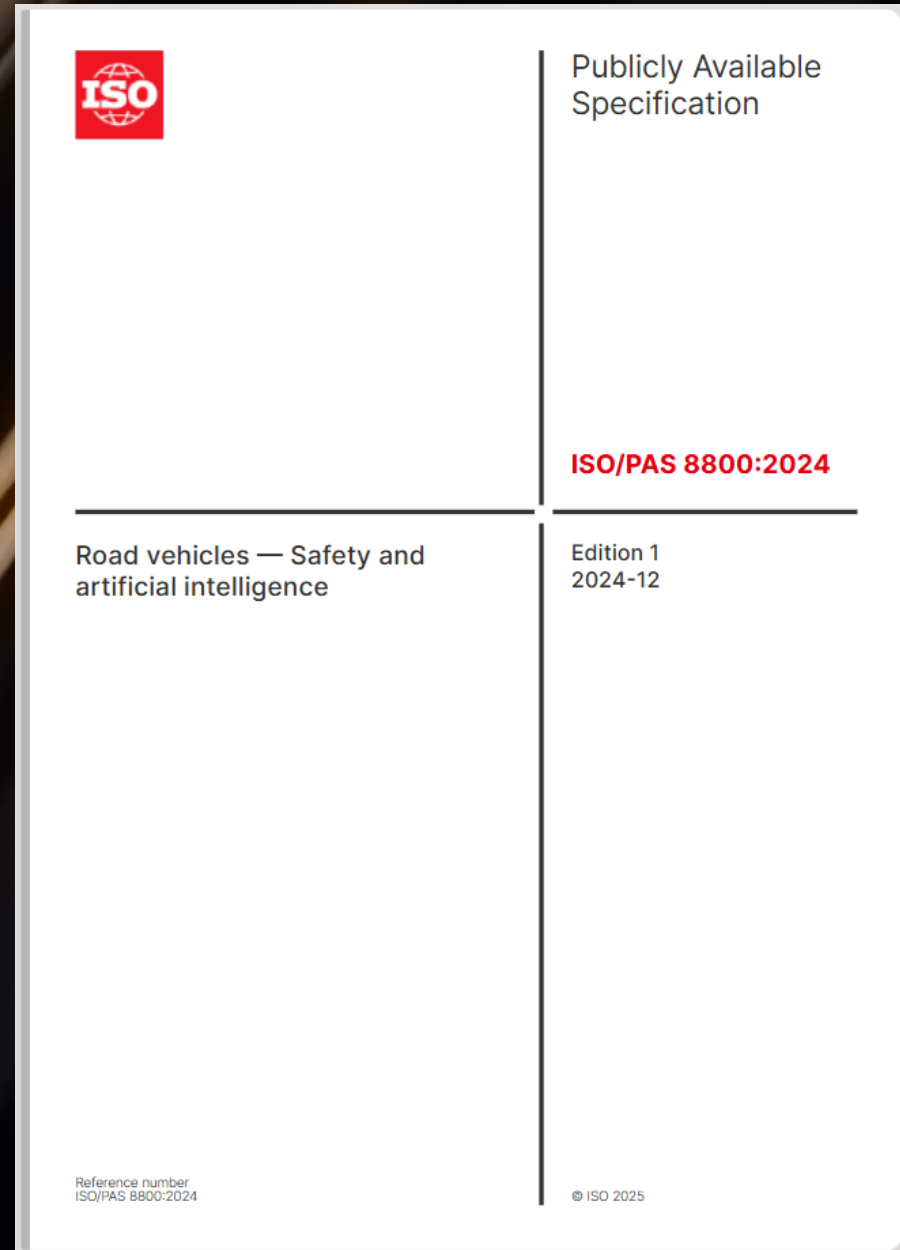 ISO
Publicly Available
Specification
ISO/PAS 8800:2024
Road vehicles — Safety and
artificial intelligence
Edition 1
2024-12
Reference number
ISO/PAS 8800:2024
© ISO 2025